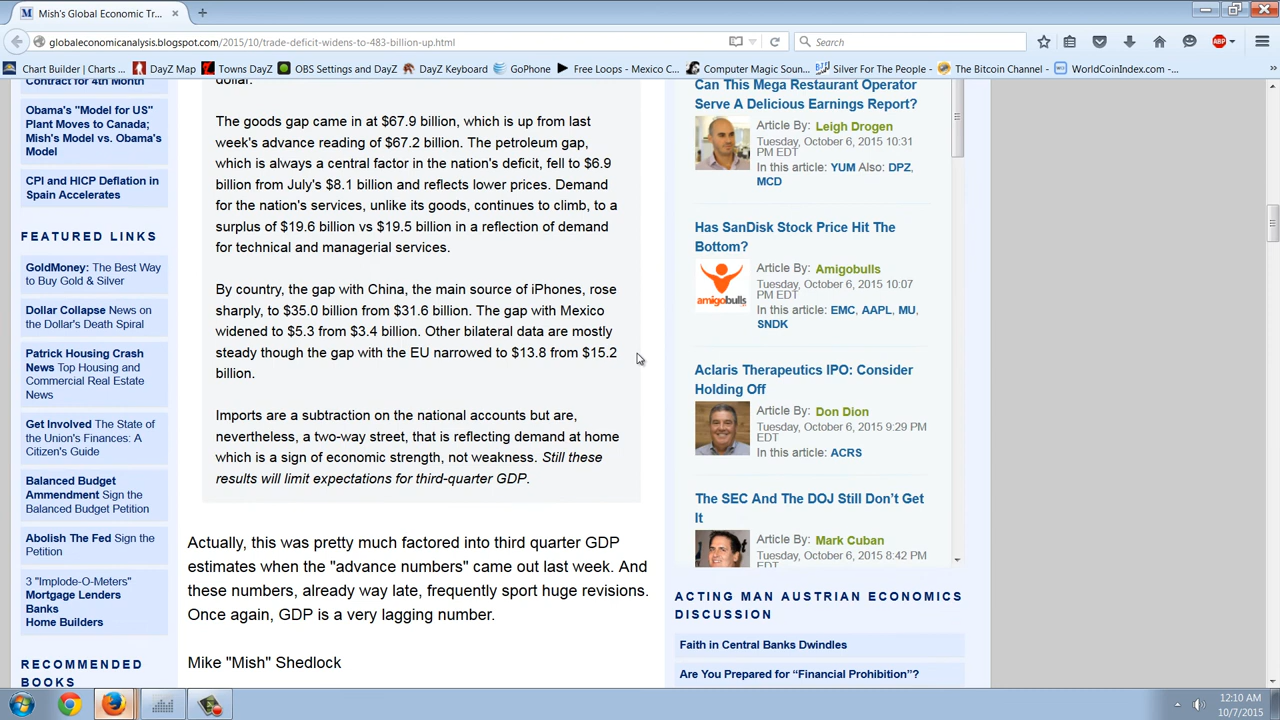 Mish's Global Economic Tr...
globaleconomicanalysis.blogspot.com/2015/10/trade-deficit-widens-to-483-billion-up.html
Search
ABP
Chart Builder | Charts ...
DayZ Map
Towns DayZ
OBS Settings and DayZ
DayZ Keyboard
GoPhone
Free Loops - Mexico C...
Computer Magic Soun...
Silver For The People - ...
The Bitcoin Channel - ...
WorldCoinIndex.com -...
Contract for 4th world
Obama's "Model for US"
Plant Moves to Canada;
Mish's Model vs. Obama's
Model
CPI and HICP Deflation in
Spain Accelerates
FEATURED LINKS
GoldMoney: The Best Way
to Buy Gold & Silver
Dollar Collapse News on
the Dollar's Death Spiral
Patrick Housing Crash
News Top Housing and
Commercial Real Estate
News
Get Involved The State of
the Union's Finances: A
Citizen's Guide
Balanced Budget
Ammendment Sign the
Balanced Budget Petition
Abolish The Fed Sign the
Petition
3 "Implode-O-Meters"
Mortgage Lenders
Banks
Home Builders
RECOMMENDED
BOOKS
dollar.
The goods gap came in at $67.9 billion, which is up from last
week's advance reading of $67.2 billion. The petroleum gap,
which is always a central factor in the nation's deficit, fell to $6.9
billion from July's $8.1 billion and reflects lower prices. Demand
for the nation's services, unlike its goods, continues to climb, to a
surplus of $19.6 billion vs $19.5 billion in a reflection of demand
for technical and managerial services.
By country, the gap with China, the main source of iPhones, rose
sharply, to $35.0 billion from $31.6 billion. The gap with Mexico
widened to $5.3 from $3.4 billion. Other bilateral data are mostly
steady though the gap with the EU narrowed to $13.8 from $15.2
billion.
Imports are a subtraction on the national accounts but are,
nevertheless, a two-way street, that is reflecting demand at home
which is a sign of economic strength, not weakness. Still these
results will limit expectations for third-quarter GDP.
Actually, this was pretty much factored into third quarter GDP
estimates when the "advance numbers" came out last week. And
these numbers, already way late, frequently sport huge revisions.
Once again, GDP is a very lagging number.
Mike "Mish" Shedlock
Can This Mega Restaurant Operator
Serve A Delicious Earnings Report?
Article By: Leigh Drogen
Tuesday, October 6, 2015 10:31
PM EDT
In this article: YUM Also: DPZ,
MCD
Has SanDisk Stock Price Hit The
Bottom?
amigobulls
Article By: Amigobulls
Tuesday, October 6, 2015 10:07
PM EDT
In this article: EMC, AAPL, MU,
SNDK
Aclaris Therapeutics IPO: Consider
Holding Off
Article By: Don Dion
Tuesday, October 6, 2015 9:29 PM
EDT
In this article: ACRS
The SEC And The DOJ Still Don't Get
It
Article By: Mark Cuban
Tuesday, October 6, 2015 8:42 PM
EDT
ACTING MAN AUSTRIAN ECONOMICS
DISCUSSION
Faith in Central Banks Dwindles
Are You Prepared for “Financial Prohibition”?
12:10 AM
10/7/2015